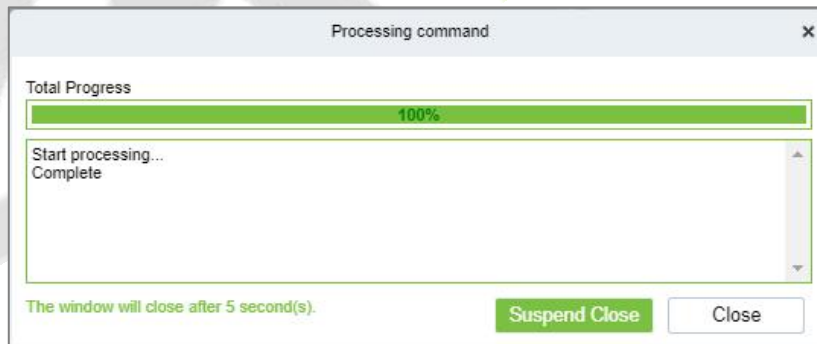 Processing command
×
Total Progress
100%
Start processing...
Complete
The window will close after 5 second(s).
Suspend Close
Close